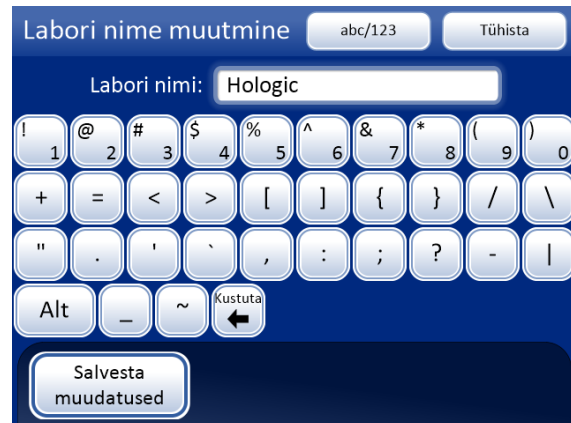 Labori nime muutmine abc/123 Tühista
Labori nimi: Hologic
! 1 @ 2 # 3 $ 4 % 5 ^ 6 & 7 * 8 ( 9 ) 0
+ = < > [ ] { } / \
" . ' ` , : ; ? - |
Alt _ ~ Kustuta
Salvesta
muudatused